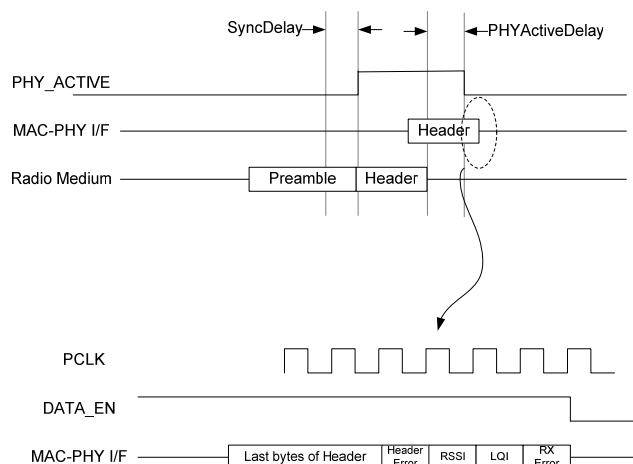 SyncDelay
PHYActiveDelay
PHY_ACTIVE
MAC-PHY I/F
Header
Radio Medium
Preamble
Header
PCLK
DATA_EN
MAC-PHY I/F
Last bytes of Header
Header
Error
RSSI
LQI
RX
Error